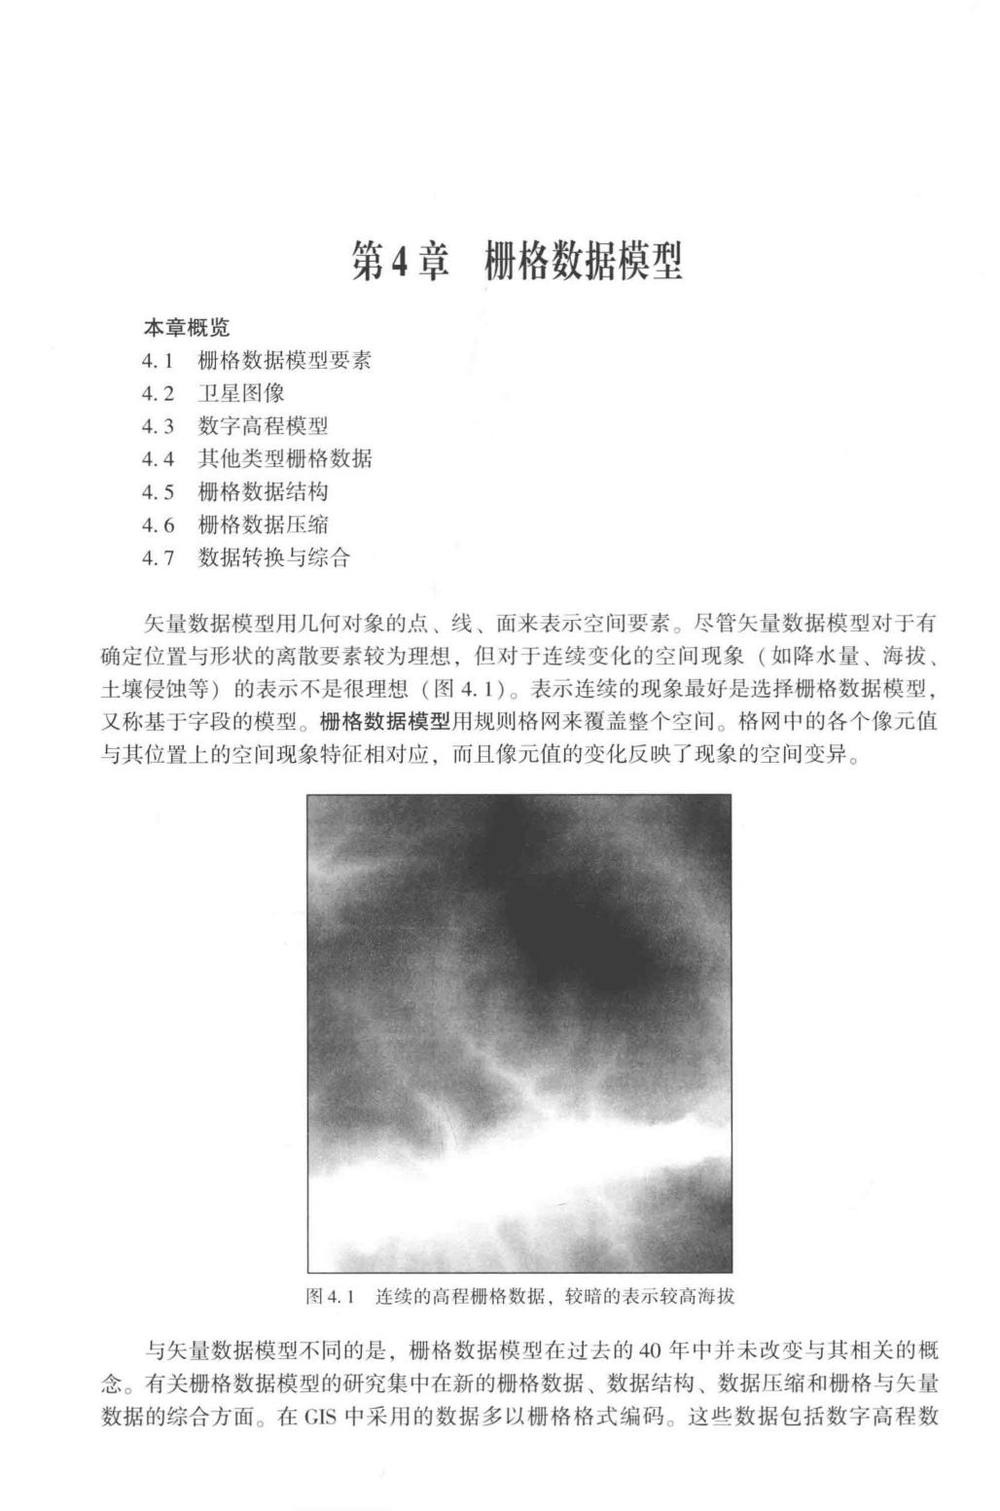 第4章 栅格数据模型
本章概览
4.1 栅格数据模型要素
4.2 卫星图像
4.3 数字高程模型
4.4 其他类型栅格数据
4.5 栅格数据结构
4.6 栅格数据压缩
4.7 数据转换与综合
矢量数据模型用几何对象的点、线、面来表示空间要素。尽管矢量数据模型对于有
确定位置与形状的离散要素较为理想，但对于连续变化的空间现象（如降水量、海拔、
土壤侵蚀等）的表示不是很理想（图4.1）。表示连续的现象最好是选择栅格数据模型，
又称基于字段的模型。栅格数据模型用规则格网来覆盖整个空间。格网中的各个像元值
与其位置上的空间现象特征相对应，而且像元值的变化反映了现象的空间变异。
图4.1 连续的高程栅格数据，较暗的表示较高海拔
与矢量数据模型不同的是，栅格数据模型在过去的40年中并未改变与其相关的概
念。有关栅格数据模型的研究集中在新的栅格数据、数据结构、数据压缩和栅格与矢量
数据的综合方面。在GIS中采用的数据多以栅格格式编码。这些数据包括数字高程数